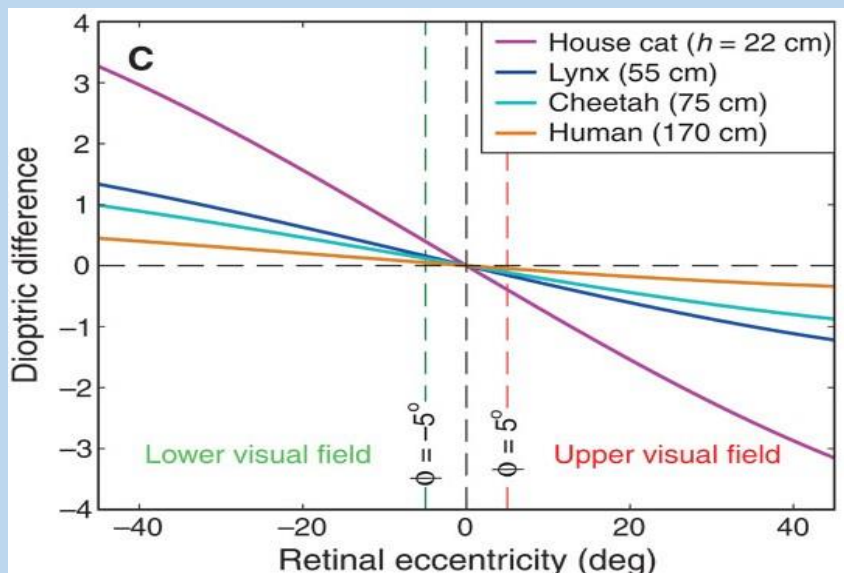 C
House cat (h = 22 cm)
Lynx (55 cm)
Cheetah (75 cm)
Human (170 cm)
4
3
2
1
0
−1
−2
−3
−4
Dioptric difference
Lower visual field
ϕ = −5°
ϕ = 5°
Upper visual field
−40
−20
0
20
40
Retinal eccentricity (deg)